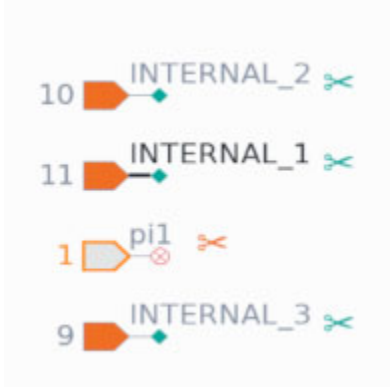 INTERNAL_2
10
INTERNAL_1
11
pi1
1
INTERNAL_3
9